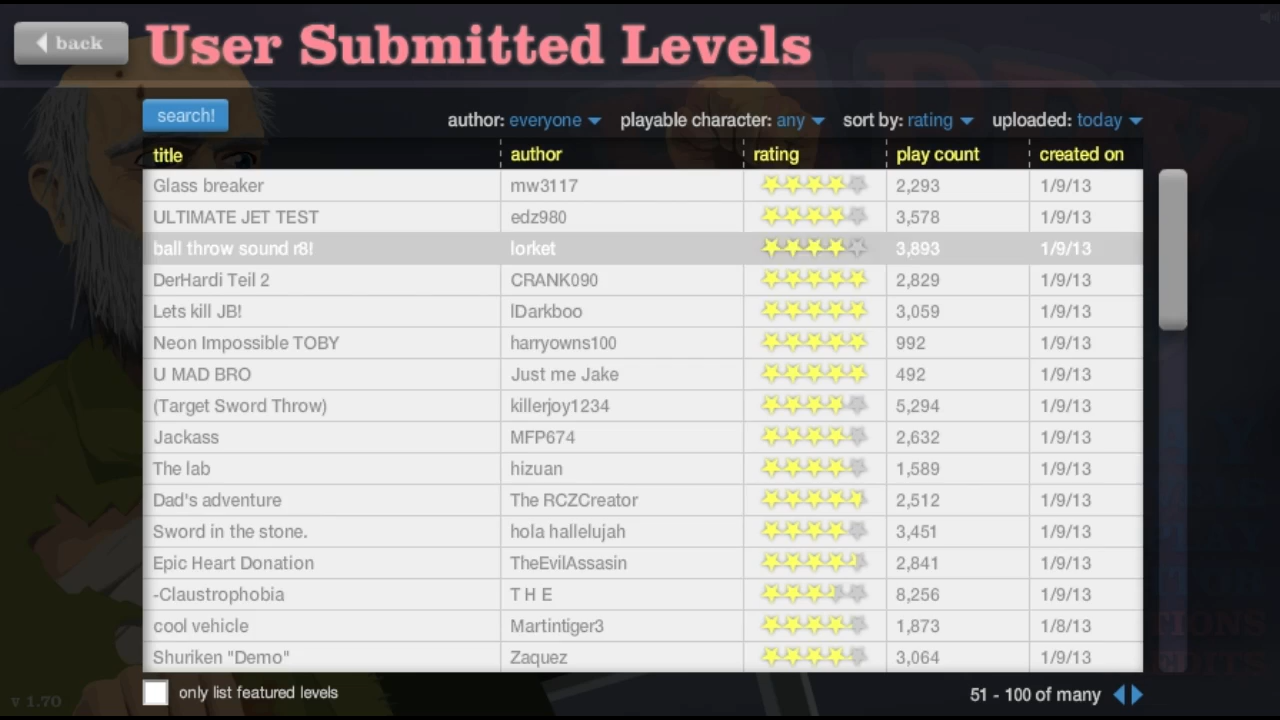 back
User Submitted Levels
search!
author: everyone playable character: any sort by: rating uploaded: today
title author rating play count created on
Glass breaker mw3117 2,293 1/9/13
ULTIMATE JET TEST edz980 3,578 1/9/13
ball throw sound r8! lorket 3,893 1/9/13
DerHardi Teil 2 CRANK090 2,829 1/9/13
Lets kill JB! lDarkboo 3,059 1/9/13
Neon Impossible TOBY harryowns100 992 1/9/13
U MAD BRO Just me Jake 492 1/9/13
(Target Sword Throw) killerjoy1234 5,294 1/9/13
Jackass MFP674 2,632 1/9/13
The lab hizuan 1,589 1/9/13
Dad's adventure The RCZCreator 2,512 1/9/13
Sword in the stone. hola hallelujah 3,451 1/9/13
Epic Heart Donation TheEvilAssasin 2,841 1/9/13
-Claustrophobia T H E 8,256 1/9/13
cool vehicle Martintiger3 1,873 1/8/13
Shuriken "Demo" Zaquez 3,064 1/9/13
only list featured levels 51 - 100 of many
v 1.70